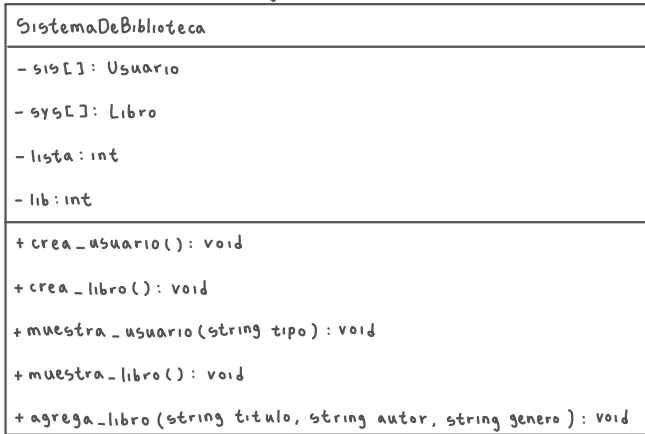 SistemaDeBiblioteca
- sis[]: Usuario
- sys[]: Libro
- lista: int
- lib: int
+ crea_usuario(): void
+ crea_libro(): void
+ muestra_usuario(string tipo): void
+ muestra_libro(): void
+ agrega_libro(string titulo, string autor, string genero): void